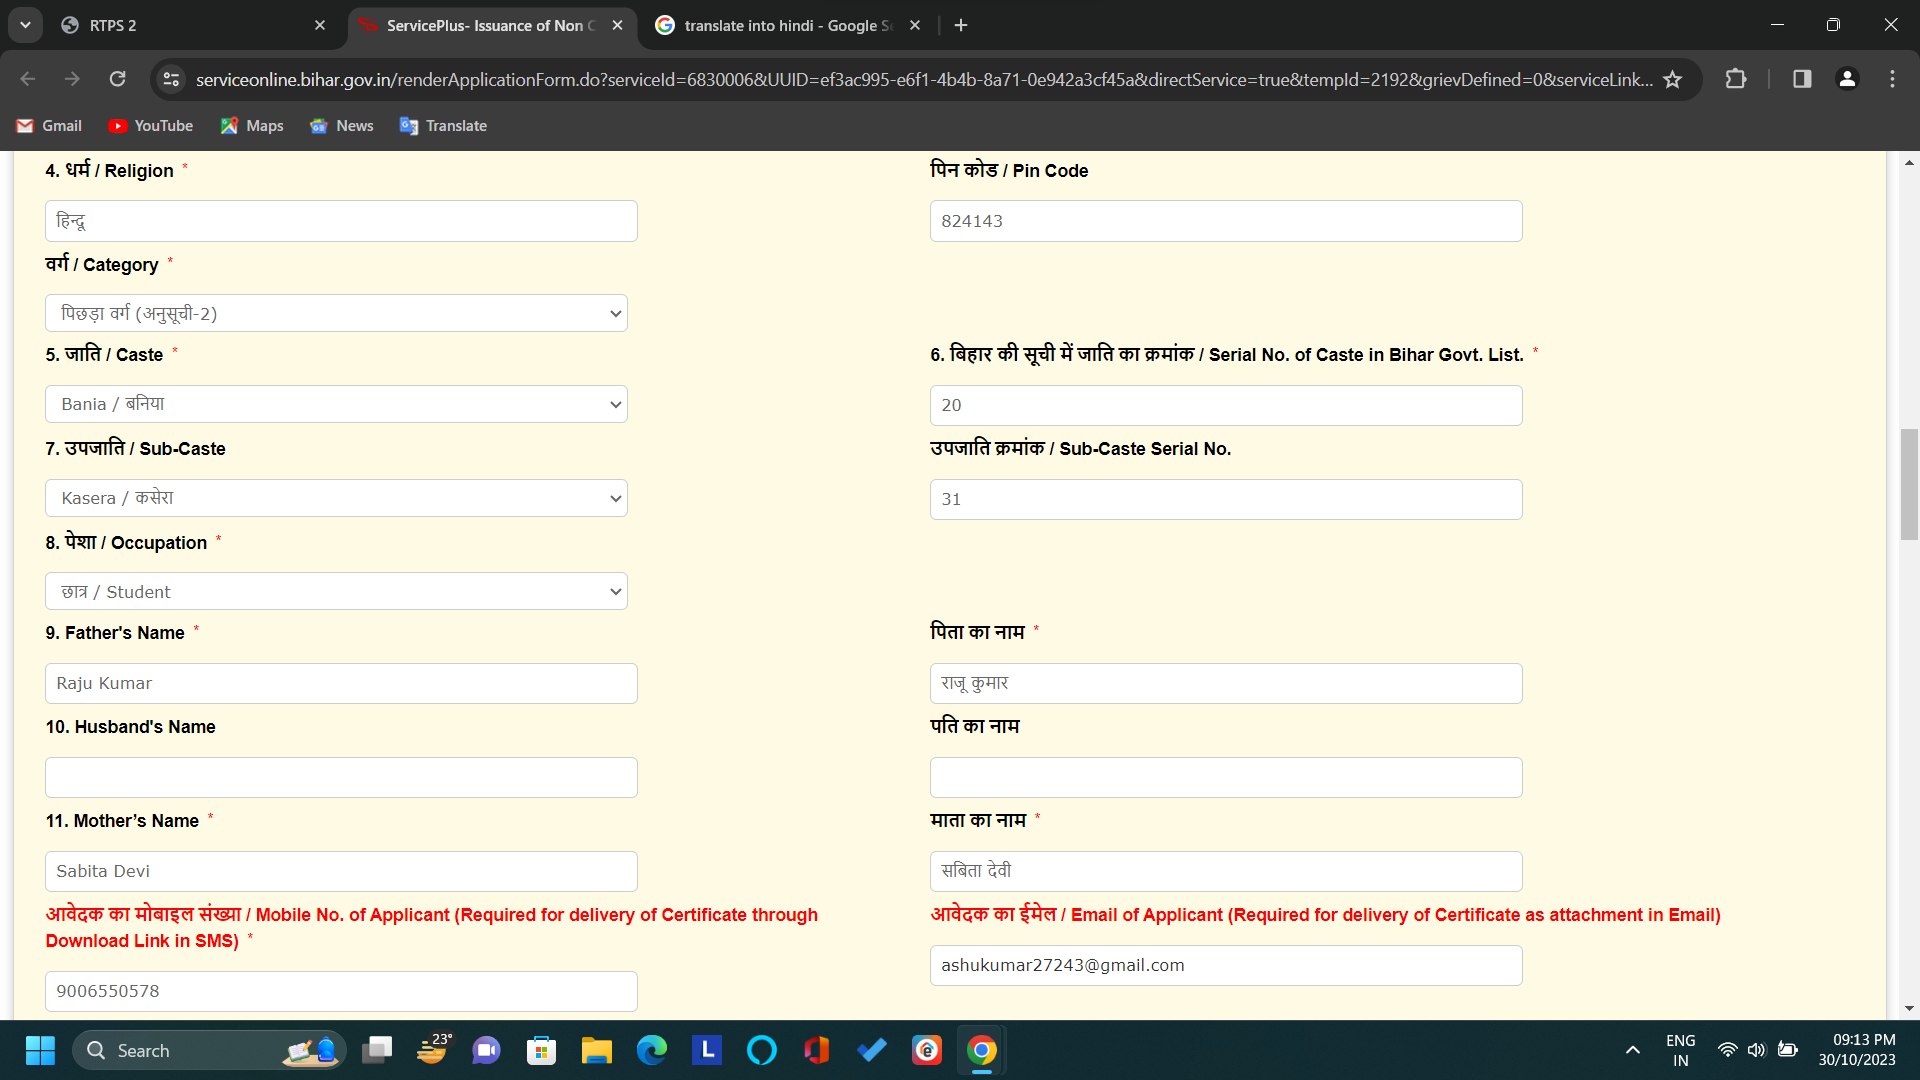 RTPS 2
ServicePlus- Issuance of Non C
translate into hindi - Google Se
serviceonline.bihar.gov.in/renderApplicationForm.do?serviceId=6830006&UUID=ef3ac995-e6f1-4b4b-8a71-0e942a3cf45a&directService=true&tempId=2192&grievDefined=0&serviceLink...
Gmail YouTube Maps News Translate
4. धर्म / Religion * पिन कोड / Pin Code
हिन्दू 824143
वर्ग / Category *
पिछड़ा वर्ग (अनुसूची-2)
5. जाति / Caste * 6. बिहार की सूची में जाति का क्रमांक / Serial No. of Caste in Bihar Govt. List. *
Bania / बनिया 20
7. उपजाति / Sub-Caste उपजाति क्रमांक / Sub-Caste Serial No.
Kasera / कसेरा 31
8. पेशा / Occupation *
छात्र / Student
9. Father's Name * पिता का नाम *
Raju Kumar राजू कुमार
10. Husband's Name पति का नाम
11. Mother’s Name * माता का नाम *
Sabita Devi सबिता देवी
आवेदक का मोबाइल संख्या / Mobile No. of Applicant (Required for delivery of Certificate through
Download Link in SMS) *
आवेदक का ईमेल / Email of Applicant (Required for delivery of Certificate as attachment in Email)
ashukumar27243@gmail.com
9006550578
Search 23° L e ENG
IN
09:13 PM
30/10/2023